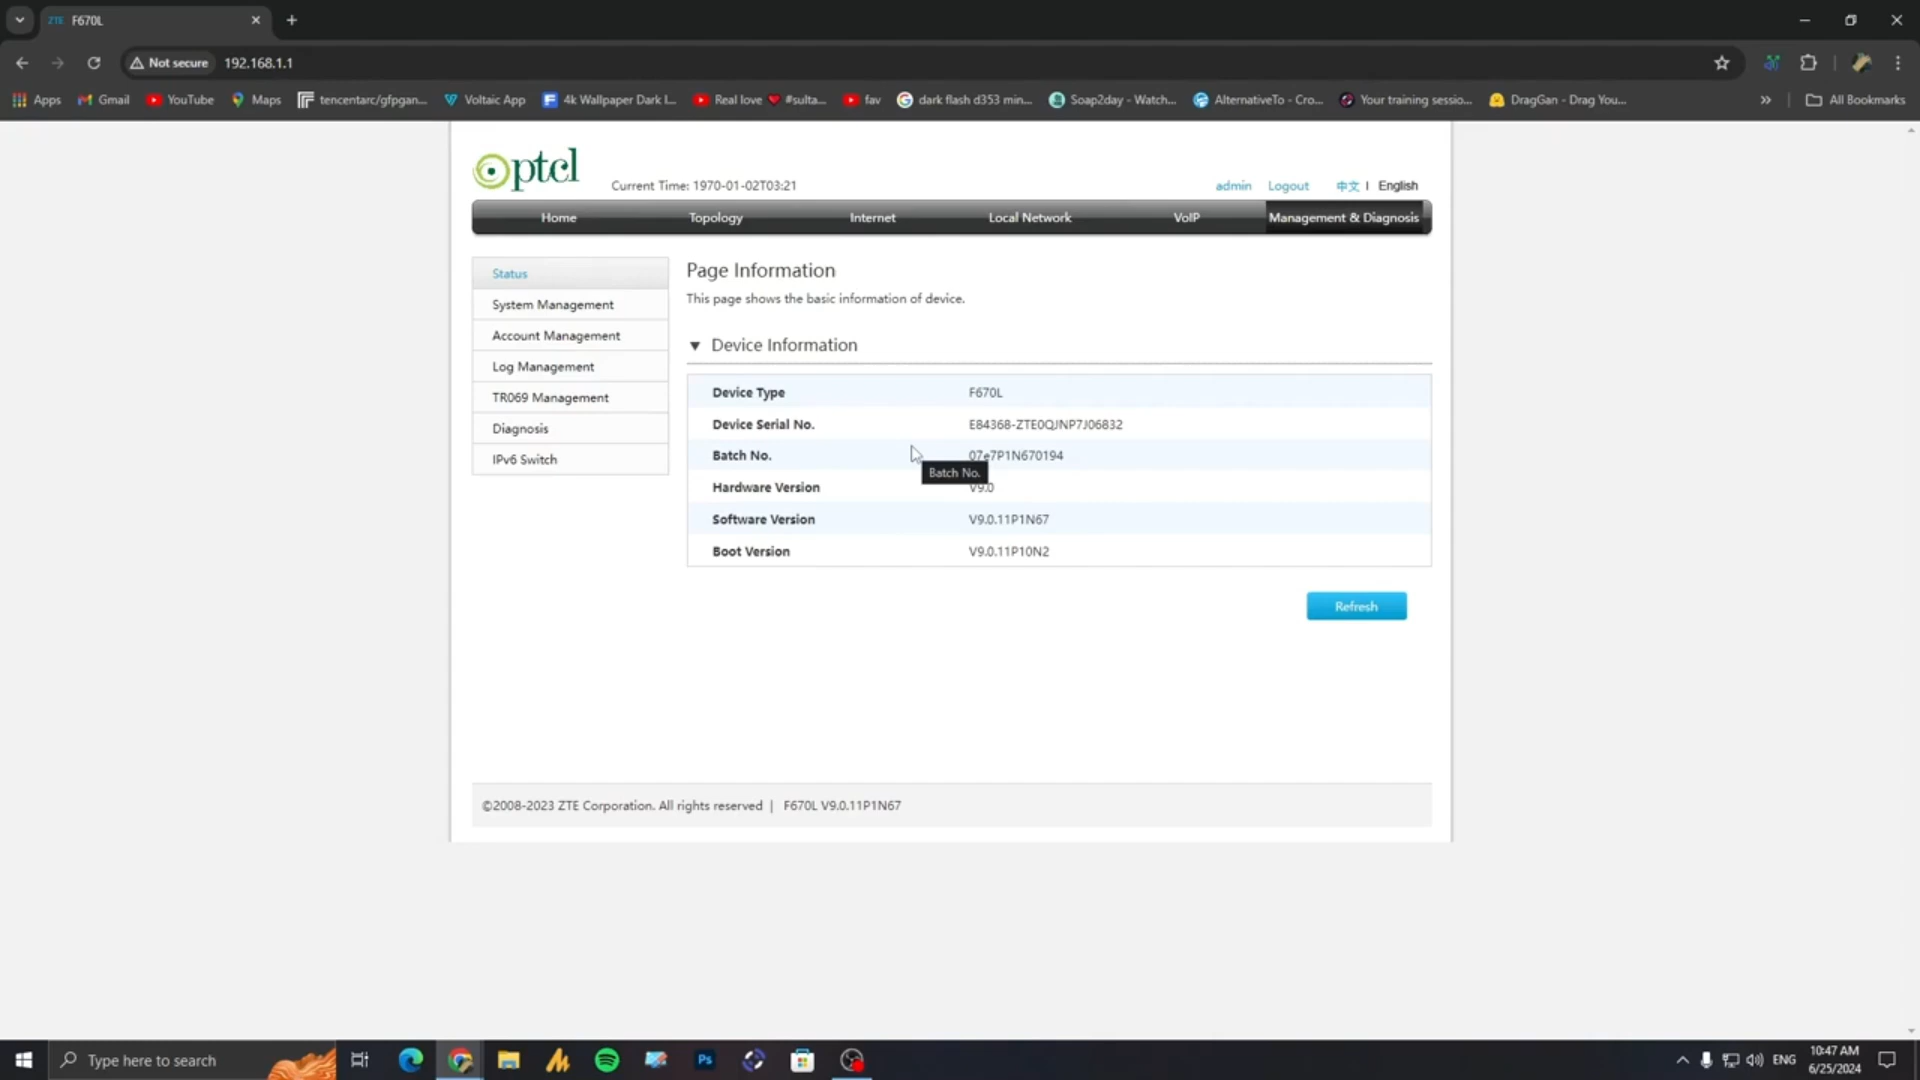 ZTE F670L
Not secure 192.168.1.1
Apps Gmail YouTube Maps tencentarc/gfpgan... Voltaic App 4k Wallpaper Dark I... Real love ❤ #sulta... fav dark flash d353 min... Soap2day - Watch... AlternativeTo - Cro... Your training sessio... DragGan - Drag You... » All Bookmarks
ptcl
Current Time: 1970-01-02T03:21 admin Logout 中文 | English
Home Topology Internet Local Network VoIP Management & Diagnosis
Status
System Management
Account Management
Log Management
TR069 Management
Diagnosis
IPv6 Switch
Page Information
This page shows the basic information of device.
▼ Device Information
Device Type F670L
Device Serial No. E84368-ZTE0QJNP7J06832
Batch No. 07e7P1N670194
Batch No.
Hardware Version V9.0
Software Version V9.0.11P1N67
Boot Version V9.0.11P10N2
Refresh
©2008-2023 ZTE Corporation. All rights reserved | F670L V9.0.11P1N67
Type here to search Ps ENG 10:47 AM
6/25/2024